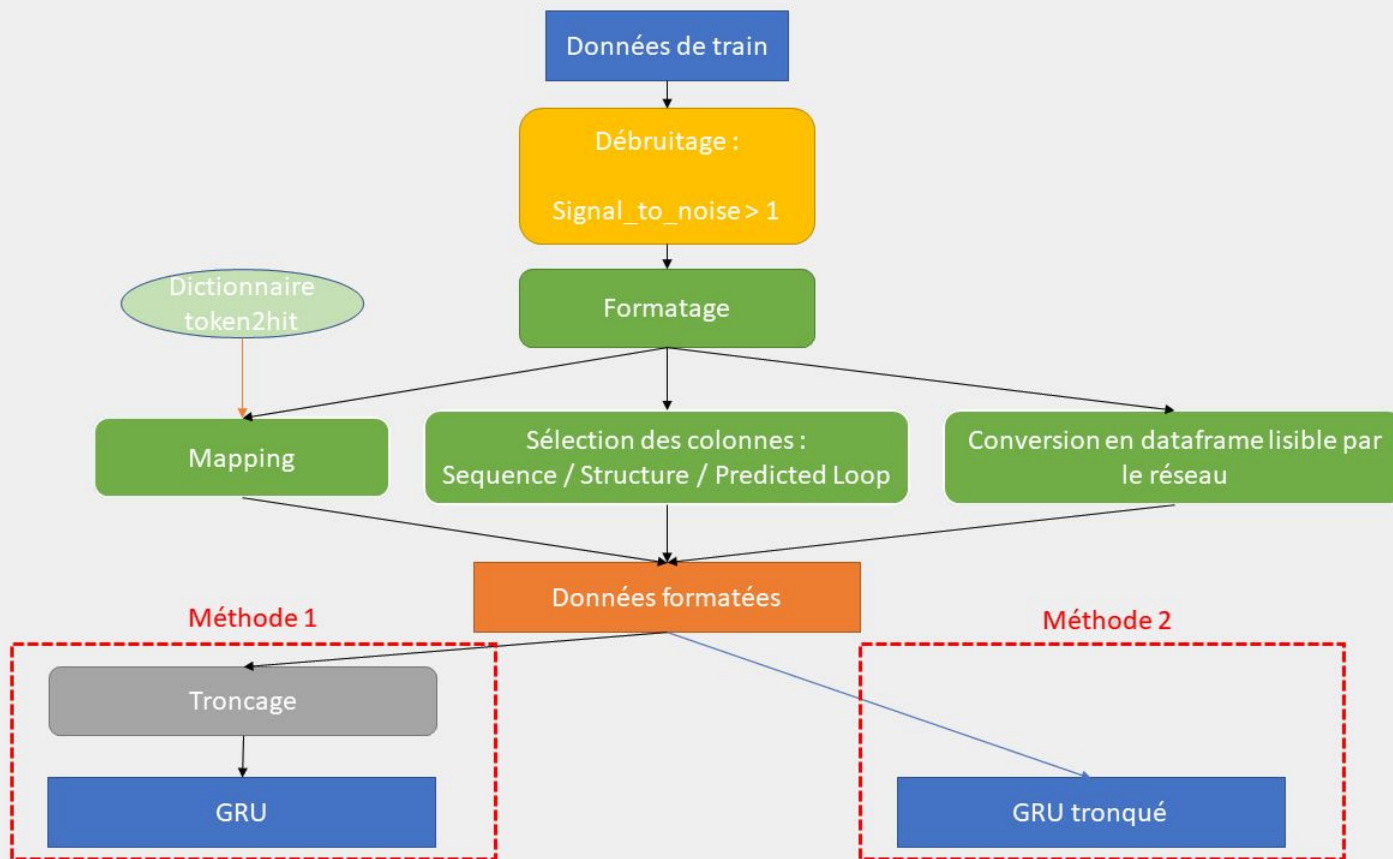 Données de train
Débruitage :
Signal_to_noise > 1
Dictionnaire
token2hit
Formatage
Mapping
Sélection des colonnes :
Sequence / Structure / Predicted Loop
Conversion en dataframe lisible par
le réseau
Données formatées
Méthode 1
Méthode 2
Troncage
GRU
GRU tronqué